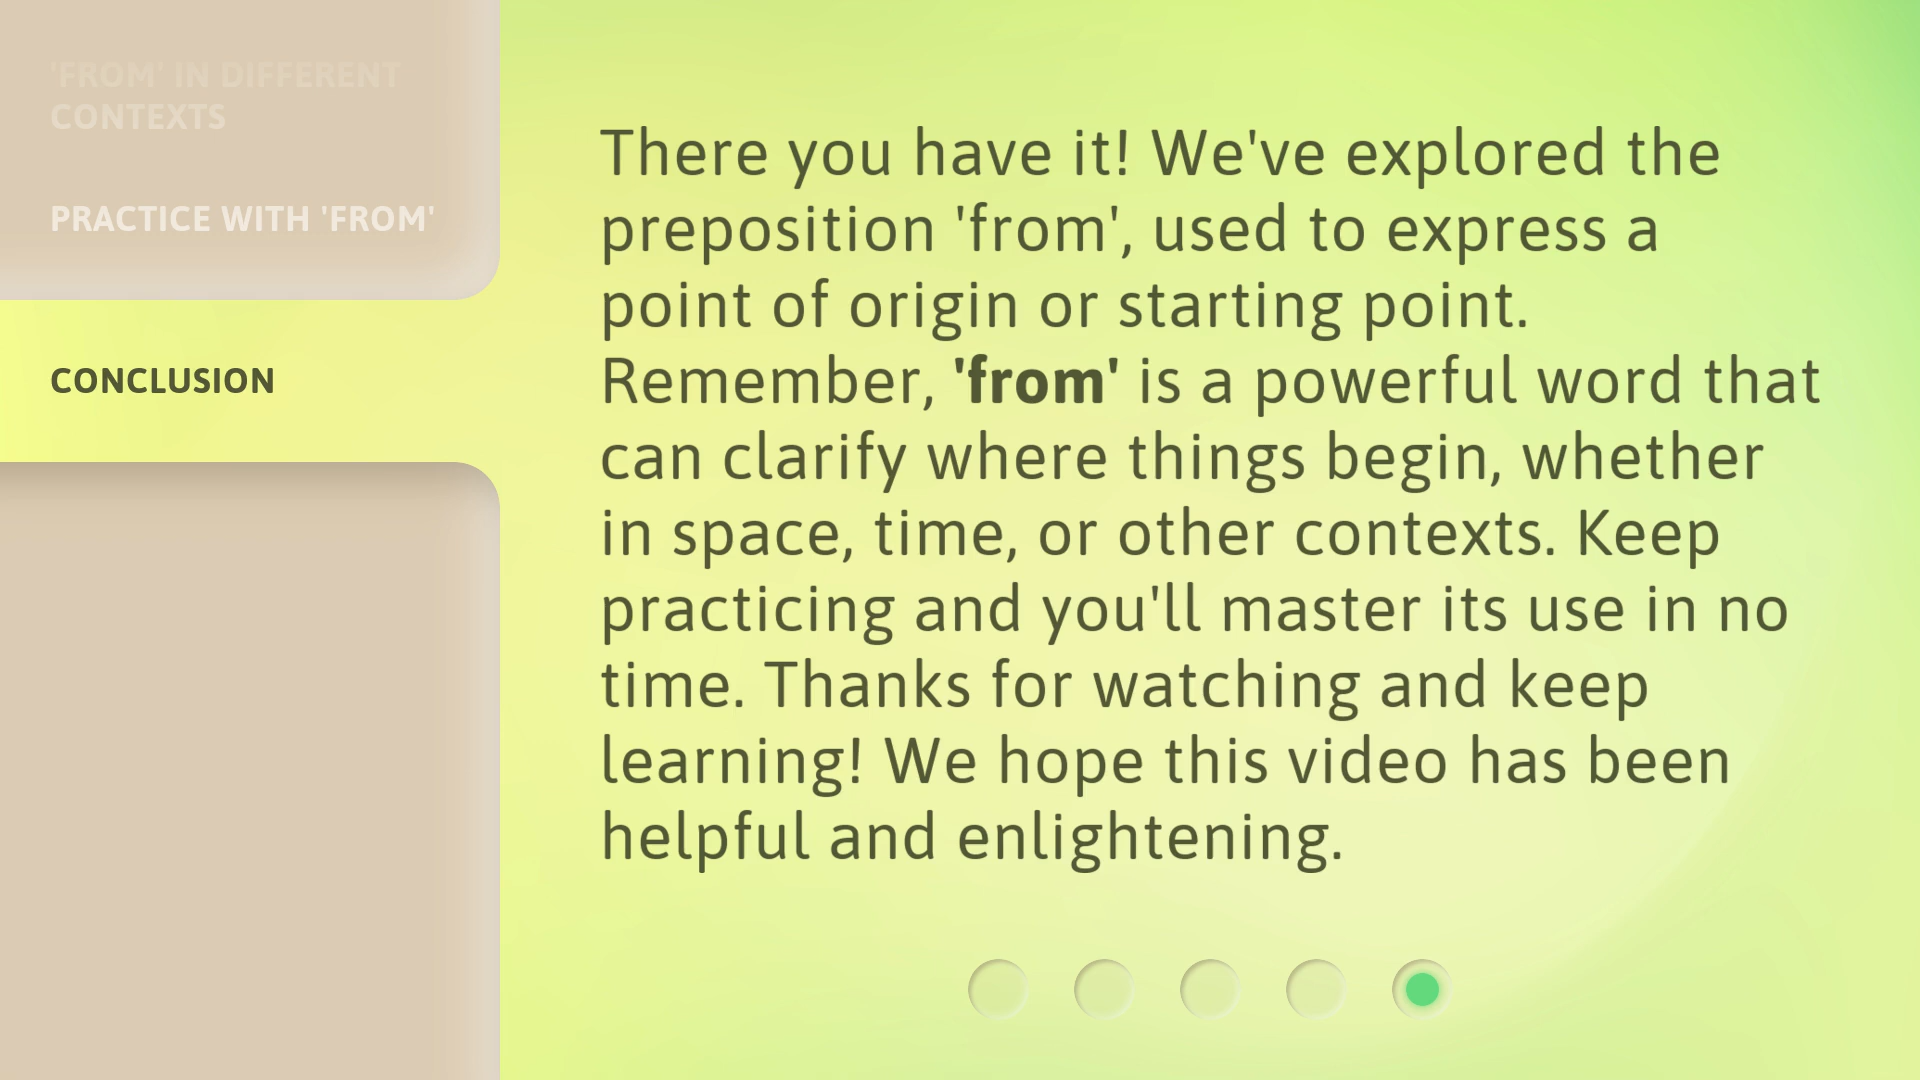 'FROM' IN DIFFERENT
CONTEXTS
PRACTICE WITH 'FROM'
CONCLUSION
There you have it! We've explored the
preposition 'from', used to express a
point of origin or starting point.
Remember, 'from' is a powerful word that
can clarify where things begin, whether
in space, time, or other contexts. Keep
practicing and you'll master its use in no
time. Thanks for watching and keep
learning! We hope this video has been
helpful and enlightening.